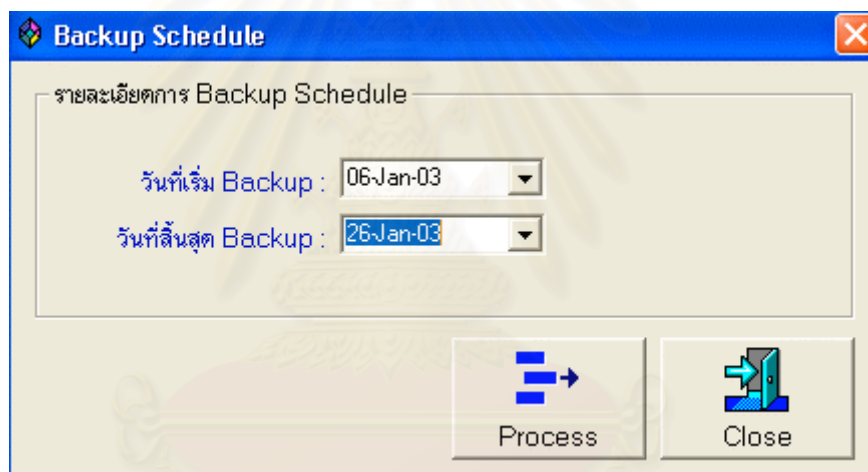 Backup Schedule
รายละเอียดการ Backup Schedule
วันที่เริ่ม Backup : 06-Jan-03
วันที่สิ้นสุด Backup : 26-Jan-03
Process Close